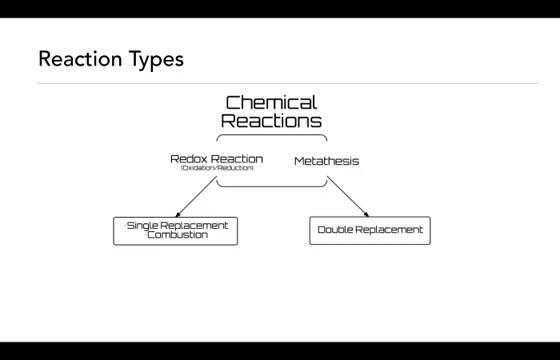 Reaction Types
Chemical
Reactions
Redox Reaction
(Oxidation/Reduction)
Metathesis
·Single Replacement
·Combustion
Double Replacement